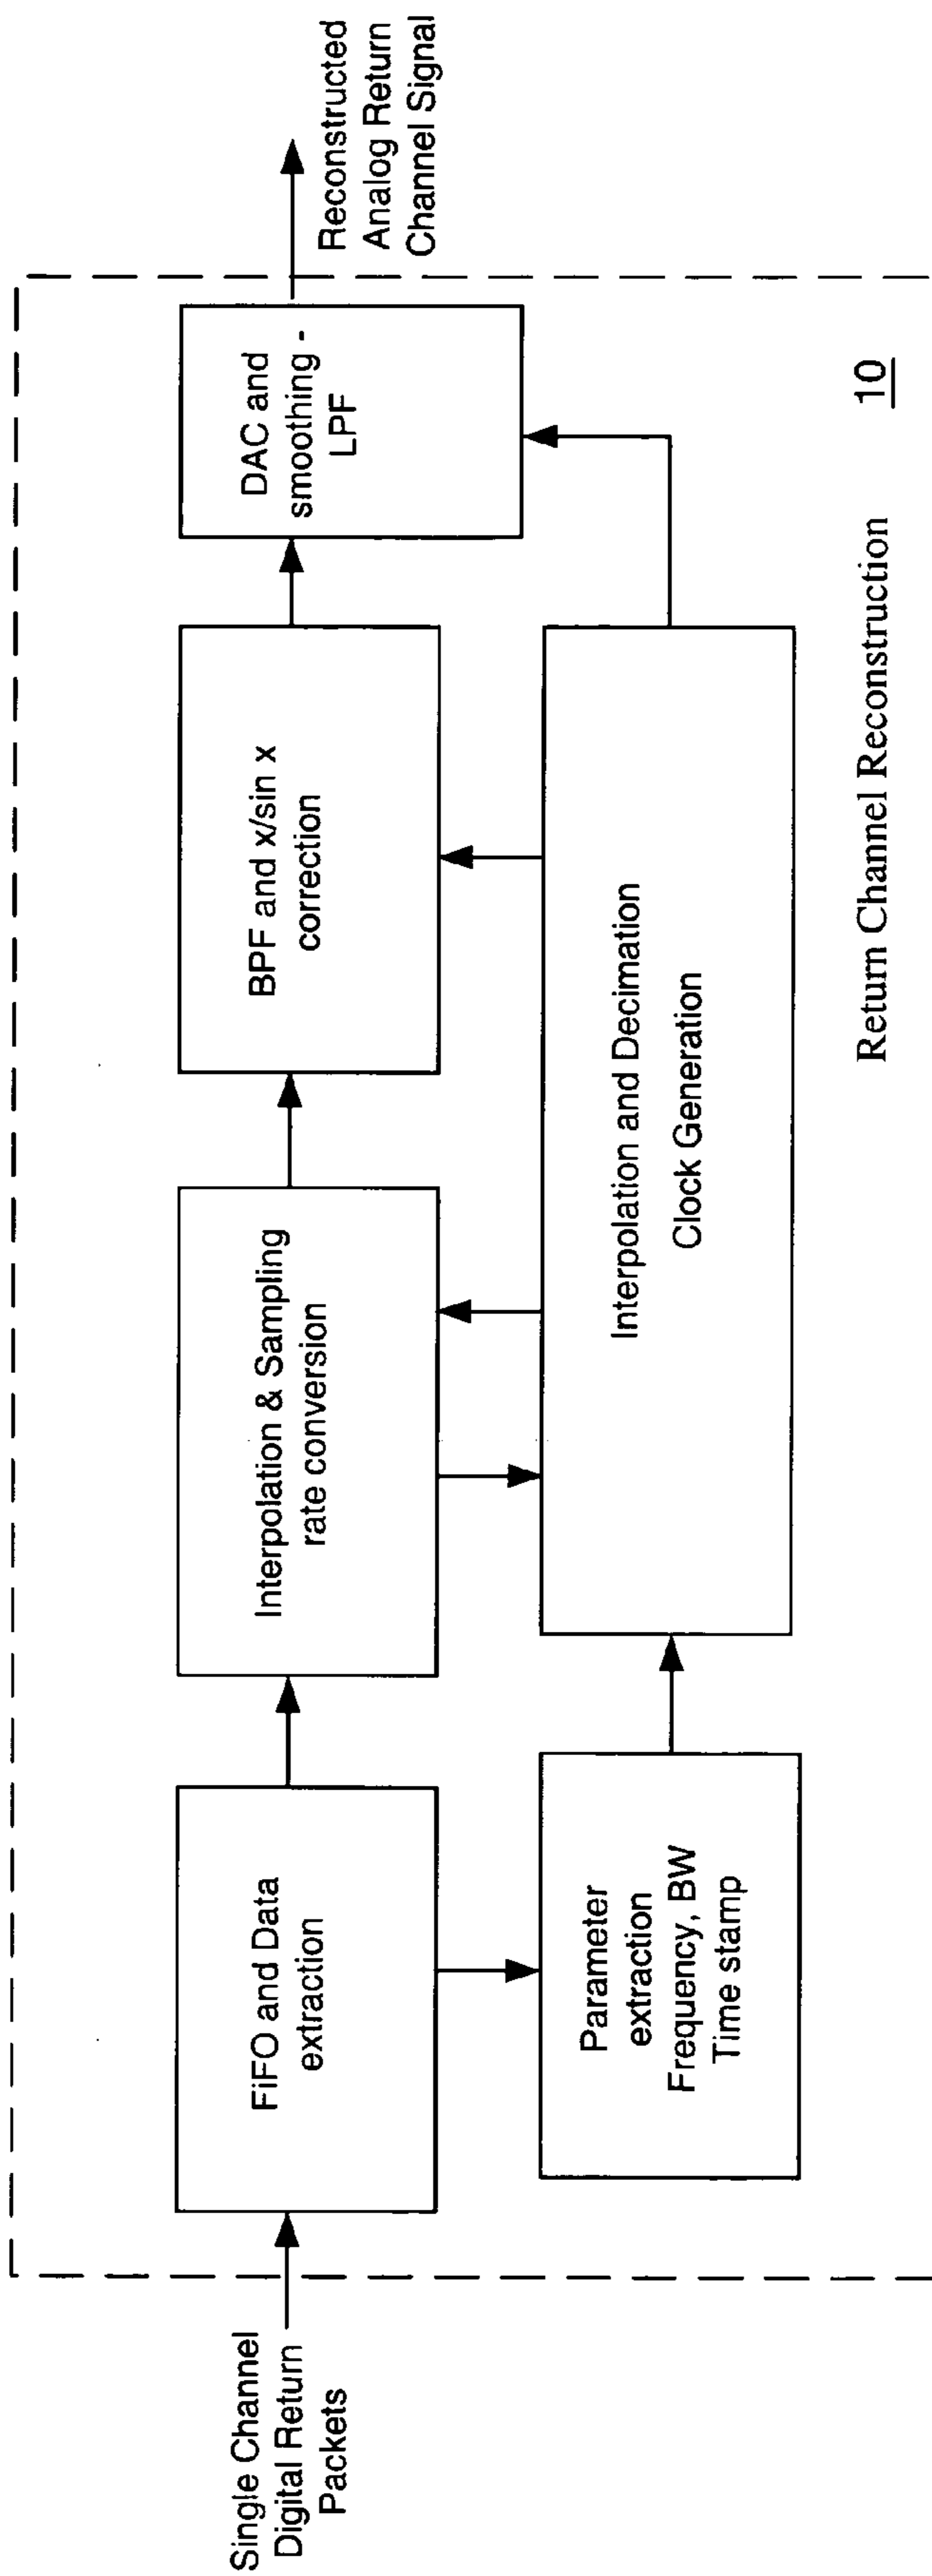 Single Channel
Digital Return
Packets
FiFO and Data
extraction
Interpolation & Sampling
rate conversion
BPF and x/sin x
correction
DAC and
smoothing -
LPF
Reconstructed
Analog Return
Channel Signal
Parameter
extraction
Frequency, BW
Time stamp
Interpolation and Decimation
Clock Generation
Return Channel Reconstruction
10